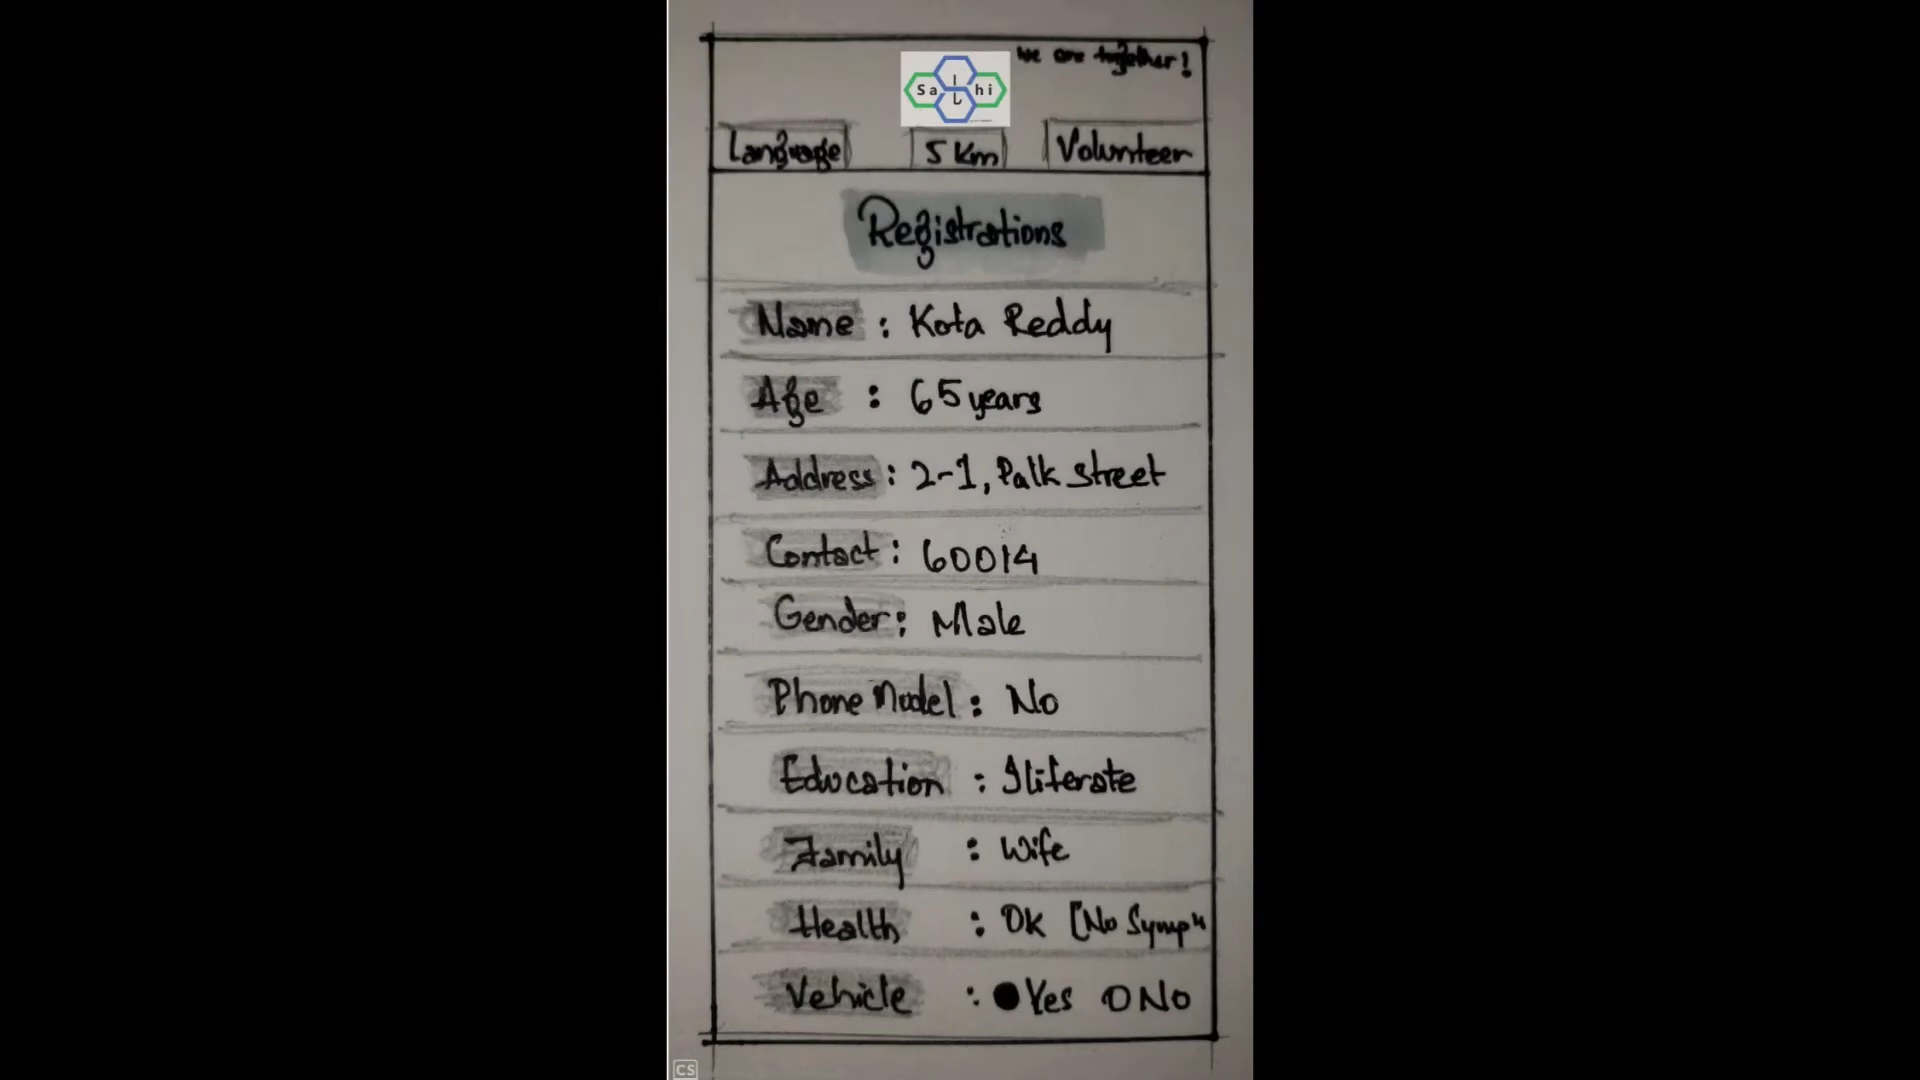 We are together!
Sa hi
Language 5 Km Volunteer
Registrations
Name : Kota Reddy
Age : 65 years
Address : 2-1, Palk Street
Contact : 60014
Gender : Male
Phone Model : No
Education : Iliterate
Family : Wife
Health : OK [No Symp"
Vehicle : Yes No
CS